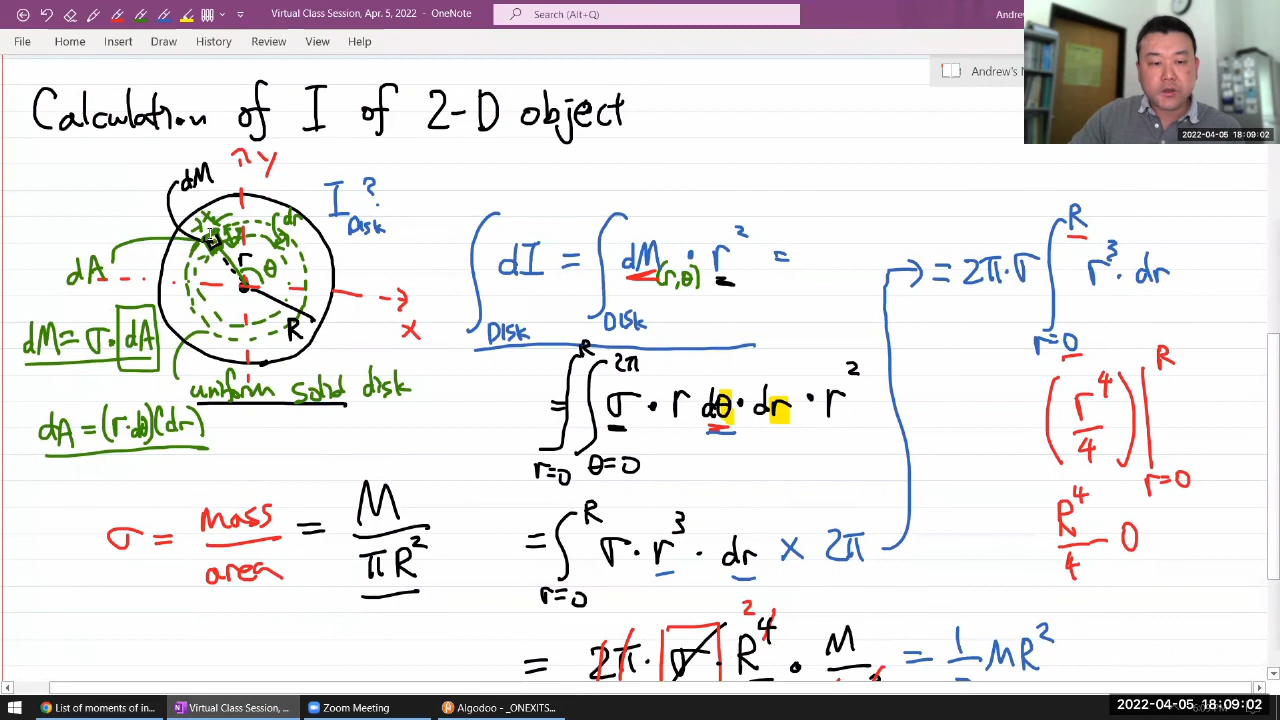 Virtual Class Session, Apr. 5, 2022 - OneNote
Search (Alt+Q)
Andrew
File Home Insert Draw History Review View Help
Andrew's N
2022-04-05 18:09:02
Calculation of I of 2-D object
y
dM
I Disk ?
dr
dA
r θ
R
x
dM = σ · dA
uniform solid disk
dA = (r·dθ)(dr)
σ = mass/area = M/πR²
∫Disk dI = ∫Disk dM(r,θ) · r² =
= ∫r=0^R ∫θ=0^2π σ · r dθ · dr · r²
= ∫r=0^R σ · r³ · dr × 2π
= 2π·σ ∫r=0^R r³ · dr
(r⁴/4) |r=0^R
R⁴/4 - 0
= 2π · σ · R⁴ · M
2
= 1 MR²
List of moments of in...
Virtual Class Session, ...
Zoom Meeting
Algodoo - _ONEXITS...
2022-04-05 18:09:02